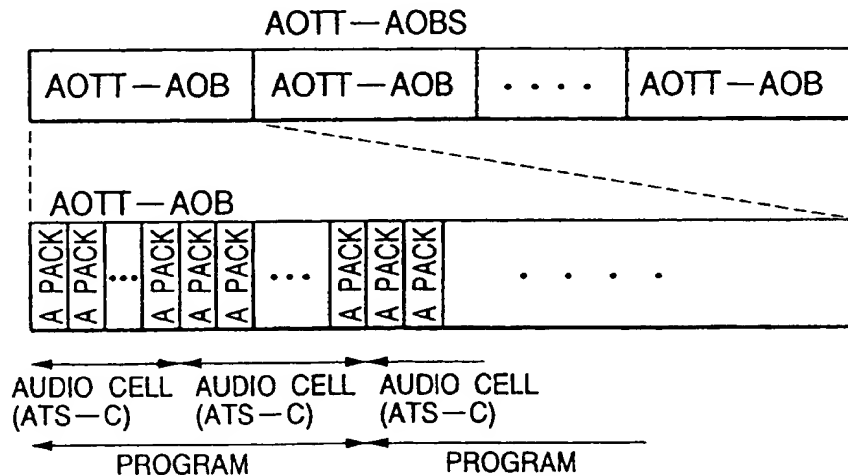 AOTT—AOBS
AOTT—AOB AOTT—AOB . . . . AOTT—AOB
AOTT—AOB
A PACK A PACK ... A PACK A PACK A PACK ... A PACK A PACK A PACK . . . .
AUDIO CELL AUDIO CELL AUDIO CELL
(ATS—C) (ATS—C) (ATS—C)
PROGRAM PROGRAM